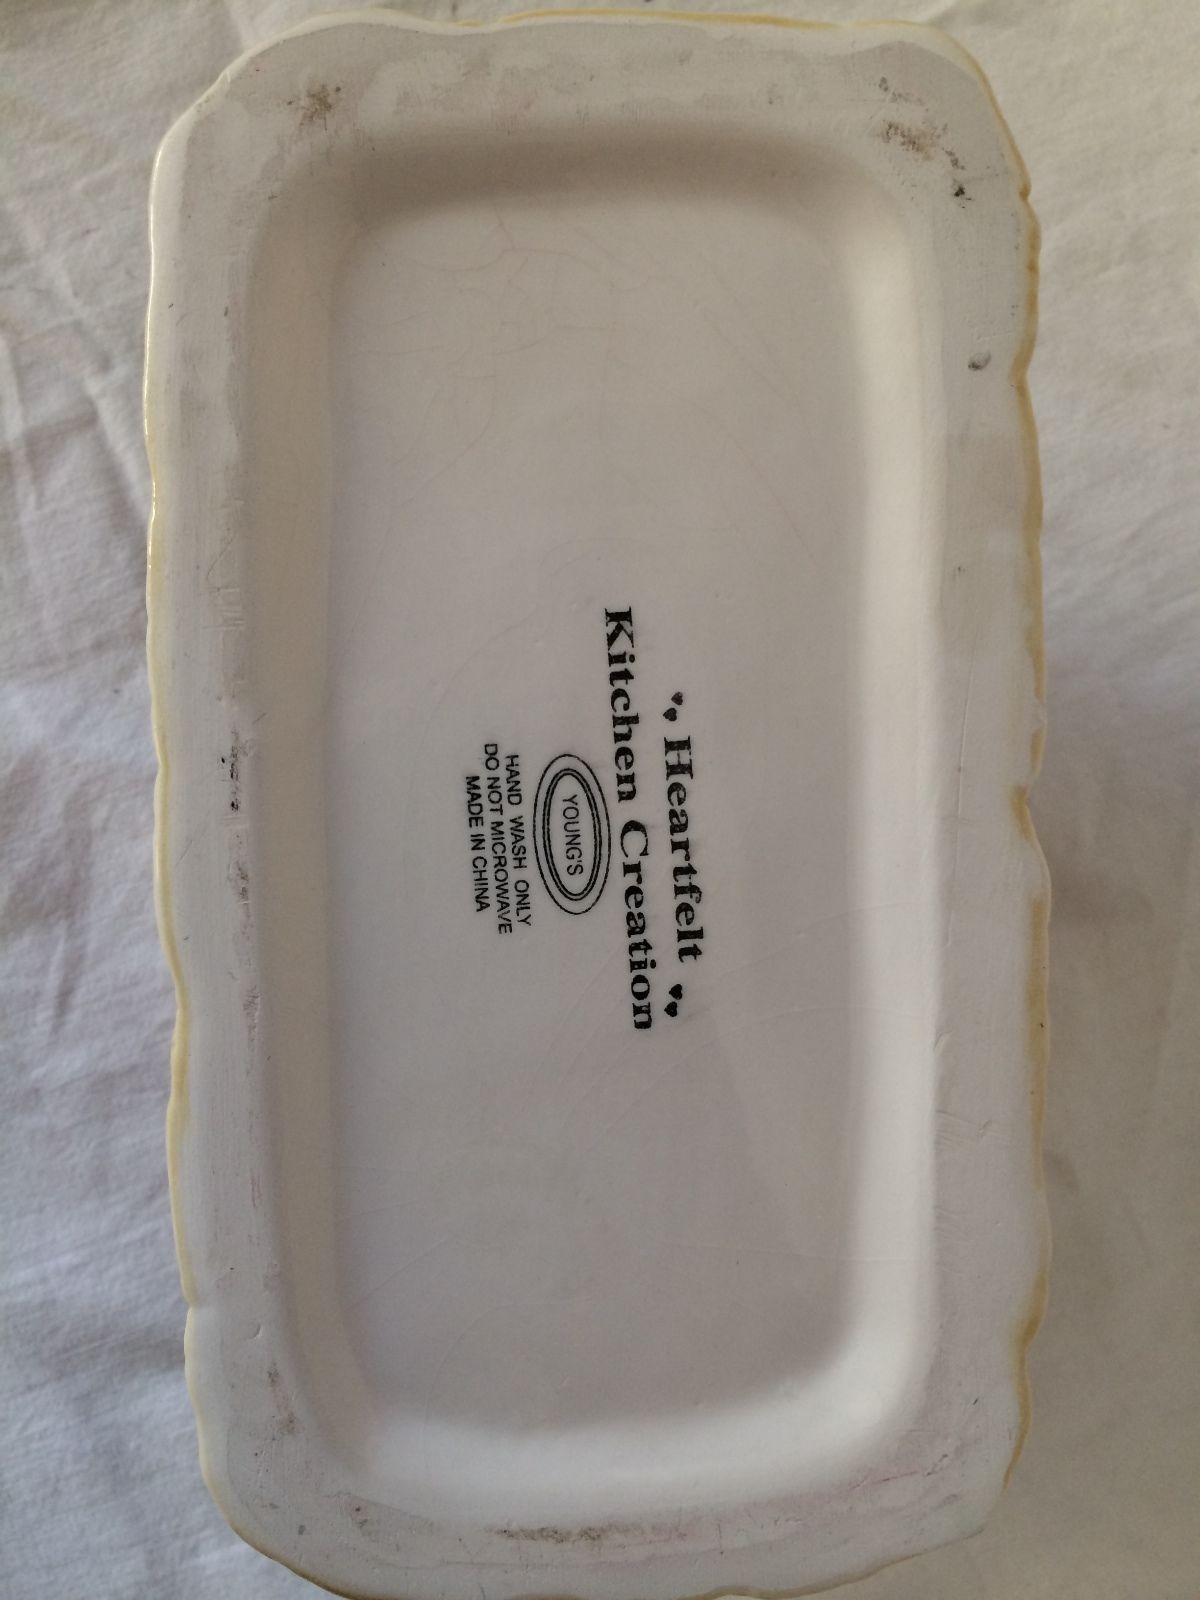 Heartfelt
Kitchen Creation
YOUNG'S
HAND WASH ONLY
DO NOT MICROWAVE
MADE IN CHINA